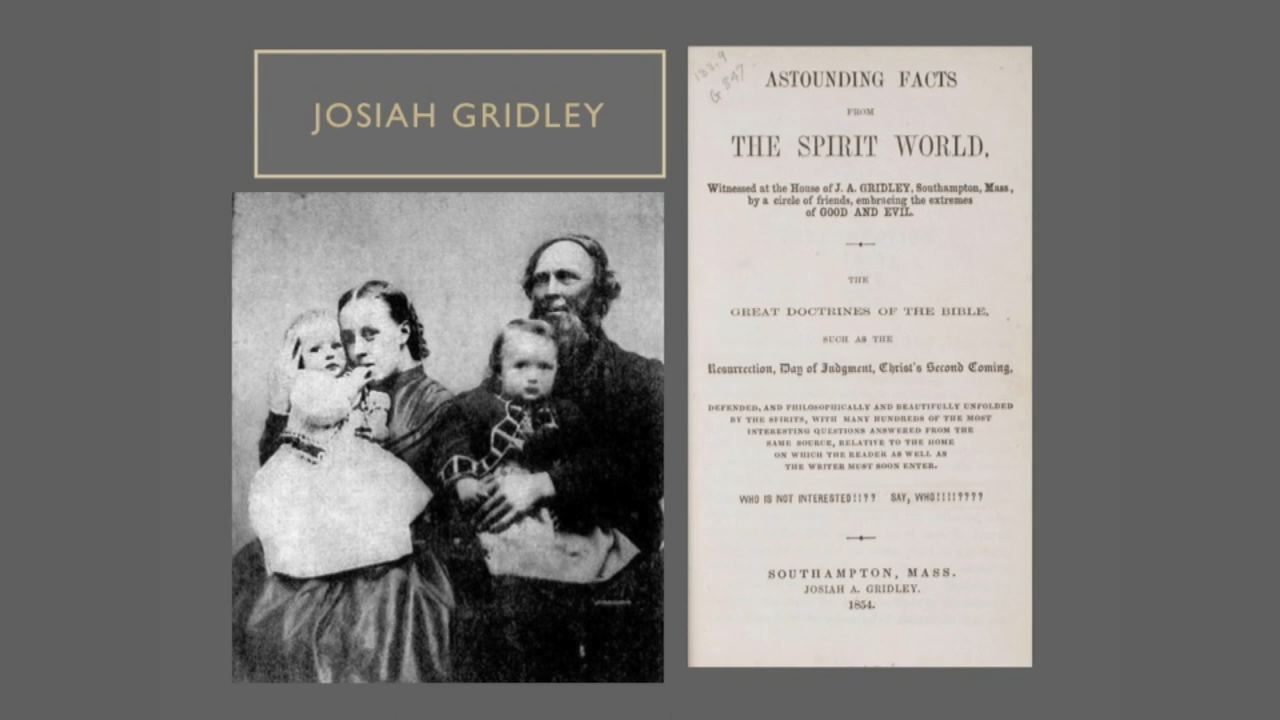 JOSIAH GRIDLEY
133.9
G 847
ASTOUNDING FACTS
FROM
THE SPIRIT WORLD,
Witnessed at the House of J. A. GRIDLEY, Southampton, Mass.,
by a circle of friends, embracing the extremes
of GOOD AND EVIL.
THE
GREAT DOCTRINES OF THE BIBLE,
SUCH AS THE
Resurrection, Day of Judgment, Christ's Second Coming,
DEFENDED, AND PHILOSOPHICALLY AND BEAUTIFULLY UNFOLDED
BY THE SPIRITS, WITH MANY HUNDREDS OF THE MOST
INTERESTING QUESTIONS ANSWERED FROM THE
SAME SOURCE, RELATIVE TO THE HOME
ON WHICH THE READER AS WELL AS
THE WRITER MUST SOON ENTER.
WHO IS NOT INTERESTED!!?? SAY, WHO!!!!????
SOUTHAMPTON, MASS.
JOSIAH A. GRIDLEY.
1854.